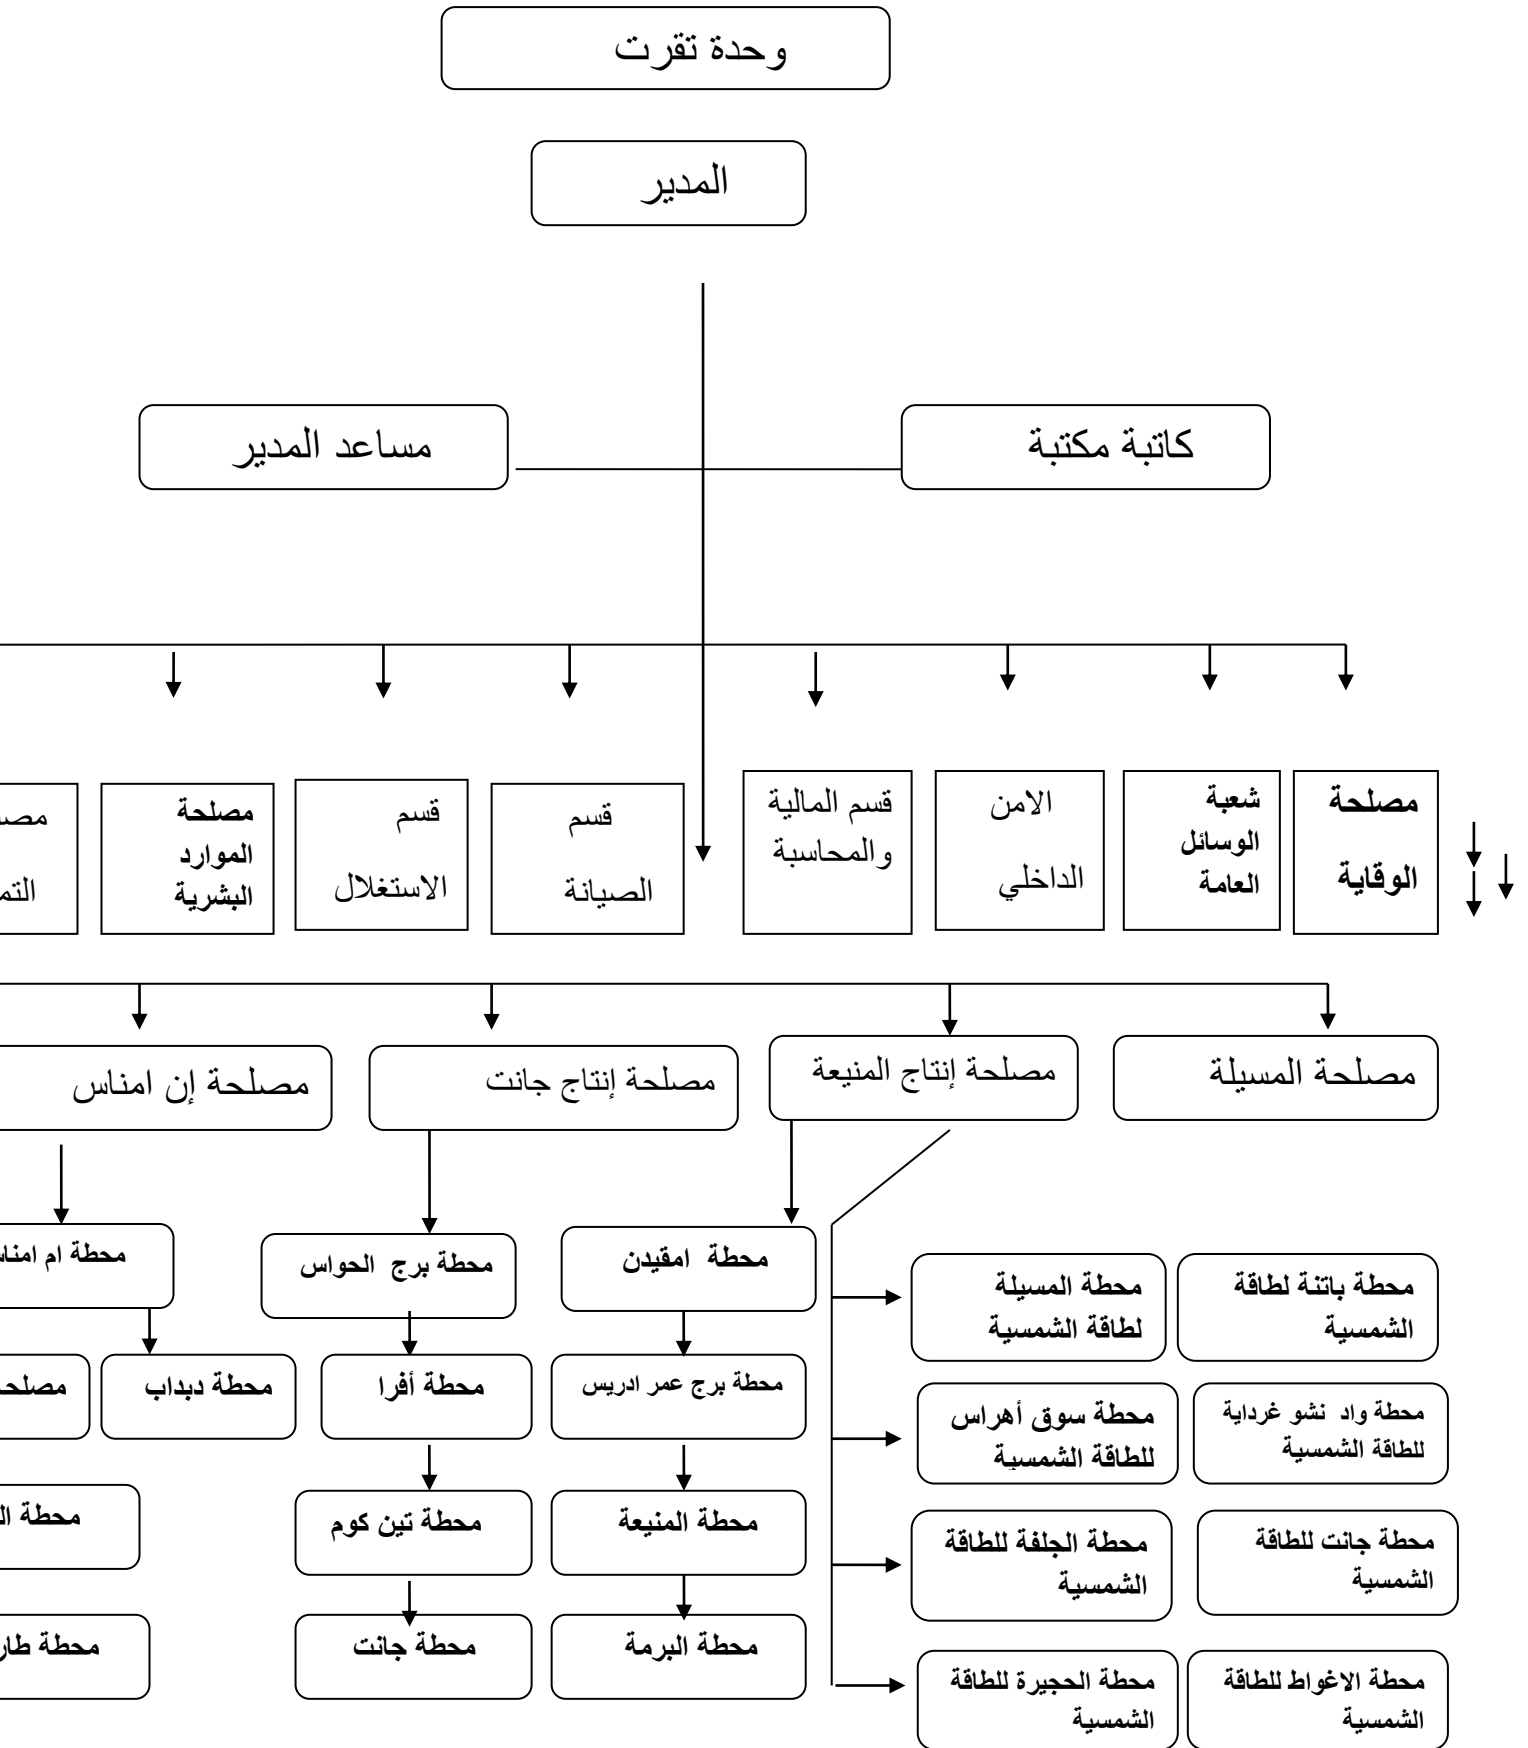 وحدة تقرت
المدير
كاتبة مكتبة
مساعد المدير
مصلحة
الوقاية
شعبة
الوسائل
العامة
الامن
الداخلي
قسم المالية
والمحاسبة
قسم
الصيانة
قسم
الاستغلال
مصلحة
الموارد
البشرية
مصلحة المسيلة
مصلحة إنتاج المنيعة
مصلحة إنتاج جانت
مصلحة إن امناس
محطة باتنة لطاقة
الشمسية
محطة المسيلة
لطاقة الشمسية
محطة امقيدن
محطة برج الحواس
محطة ام
محطة واد نشو غرداية
للطاقة الشمسية
محطة سوق أهراس
للطاقة الشمسية
محطة برج عمر ادريس
محطة أفرا
محطة دبداب
محطة جانت للطاقة
الشمسية
محطة الجلفة للطاقة
الشمسية
محطة المنيعة
محطة تين كوم
محطة
محطة الاغواط للطاقة
الشمسية
محطة الحجيرة للطاقة
الشمسية
محطة البرمة
محطة جانت
محطة